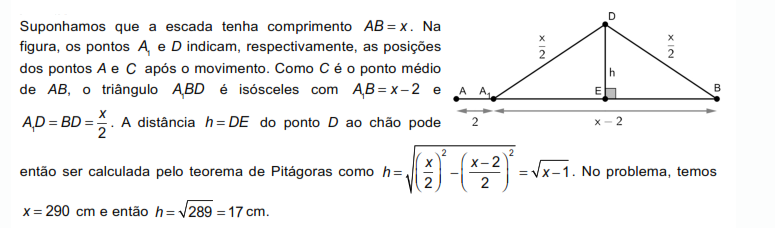 Suponhamos que a escada tenha comprimento AB = x. Na
figura, os pontos A₁ e D indicam, respectivamente, as posições
dos pontos A e C após o movimento. Como C é o ponto médio
de AB, o triângulo A₁BD é isósceles com A₁B = x – 2 e
A₁D = BD = x/2. A distância h = DE do ponto D ao chão pode
então ser calculada pelo teorema de Pitágoras como h = √((x/2)² – ((x – 2)/2)²) = √(x – 1). No problema, temos
x = 290 cm e então h = √289 = 17 cm.
D
x/2
x/2
h
A
A₁
E
B
2
x – 2